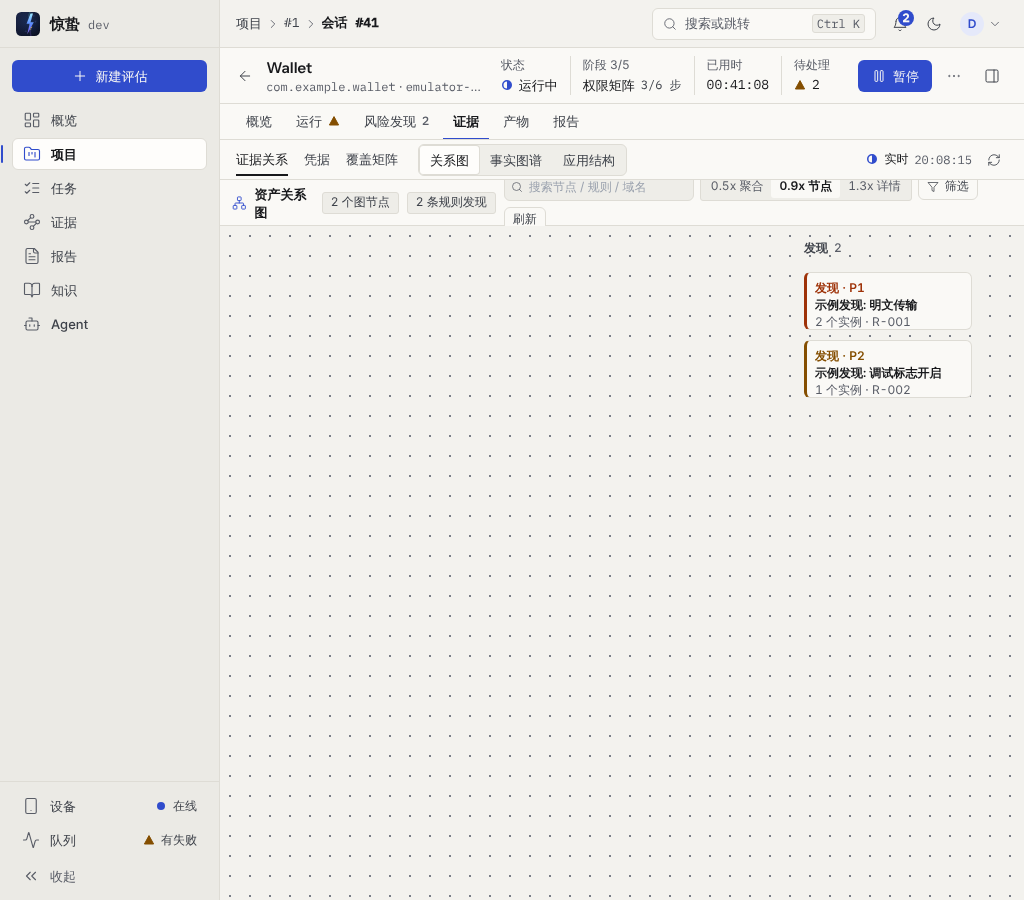 惊蛰 dev
项目 > #1 > 会话 #41
搜索或跳转 Ctrl K
2
D
新建评估
概览
项目
任务
证据
报告
知识
Agent
设备 在线
队列 有失败
收起
Wallet
com.example.wallet · emulator-…
状态
运行中
阶段 3/5
权限矩阵 3/6 步
已用时
00:41:08
待处理
2
暂停
概览 运行 风险发现 2 证据 产物 报告
证据关系 凭据 覆盖矩阵 关系图 事实图谱 应用结构
实时 20:08:15
资产关系
图
2 个图节点 2 条规则发现
搜索节点 / 规则 / 域名
0.5x 聚合 0.9x 节点 1.3x 详情
筛选
刷新
发现 2
发现 · P1
示例发现: 明文传输
2 个实例 · R-001
发现 · P2
示例发现: 调试标志开启
1 个实例 · R-002